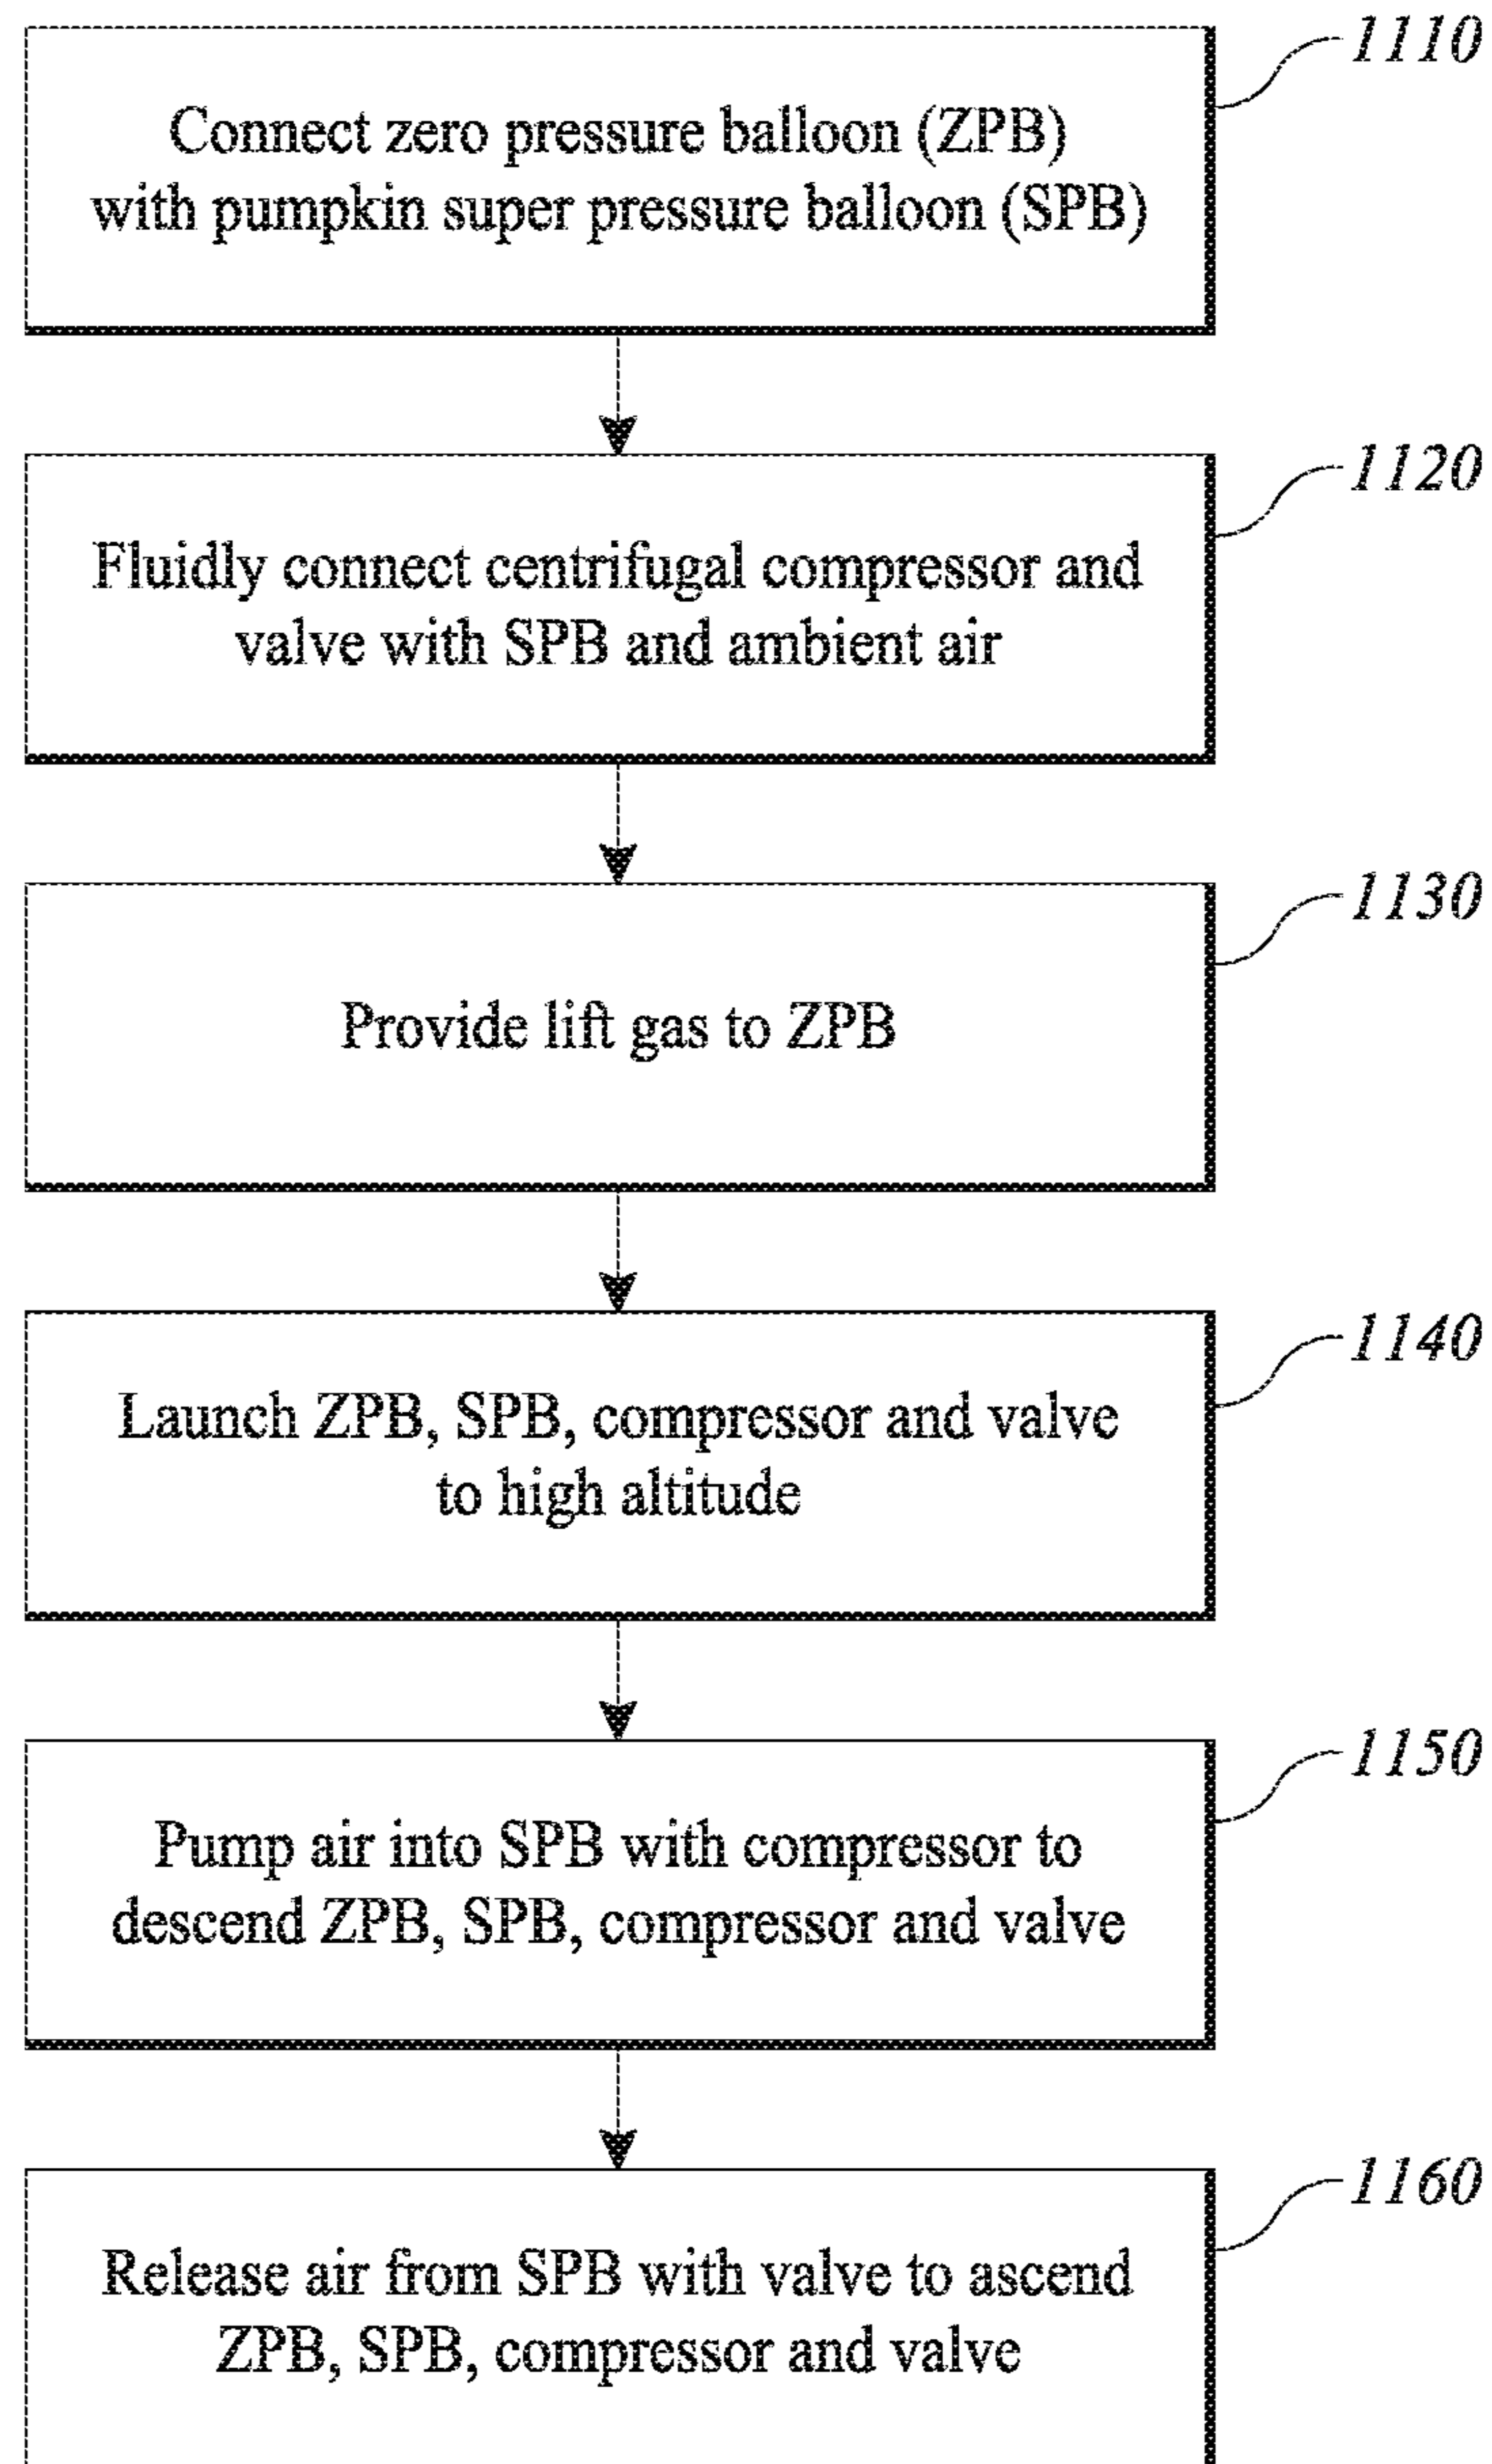 1110
Connect zero pressure balloon (ZPB)
with pumpkin super pressure balloon (SPB)
1120
Fluidly connect centrifugal compressor and
valve with SPB and ambient air
1130
Provide lift gas to ZPB
1140
Launch ZPB, SPB, compressor and valve
to high altitude
1150
Pump air into SPB with compressor to
descend ZPB, SPB, compressor and valve
1160
Release air from SPB with valve to ascend
ZPB, SPB, compressor and valve